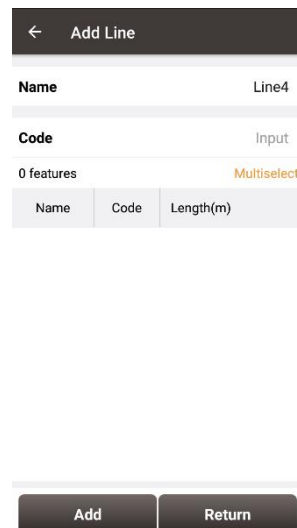 Add Line
Name Line4
Code Input
0 features Multiselect
Name Code Length(m)
Add Return